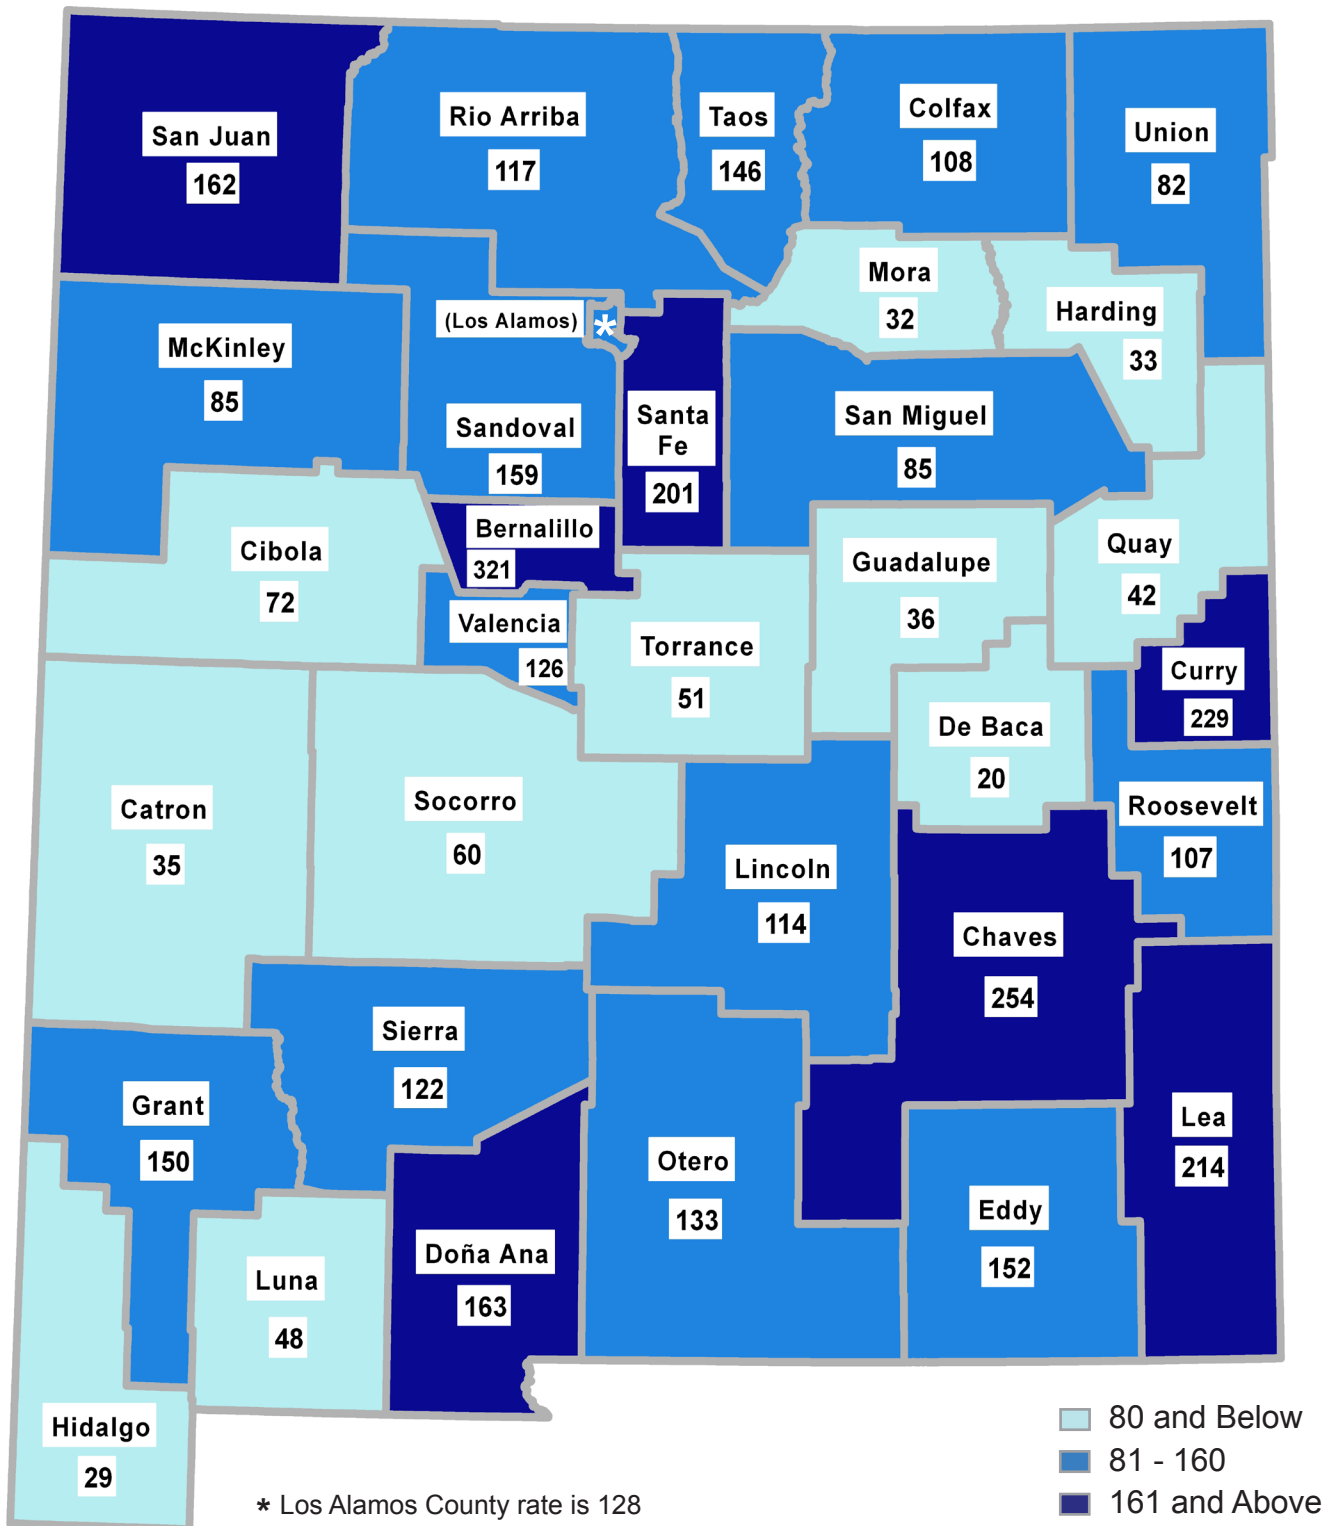 San Juan
162
Rio Arriba
117
Taos
146
Colfax
108
Union
82
Mora
32
Harding
33
(Los Alamos)
*
McKinley
85
Sandoval
159
Santa
Fe
201
San Miguel
85
Bernalillo
321
Cibola
72
Valencia
126
Torrance
51
Guadalupe
36
Quay
42
Curry
229
De Baca
20
Roosevelt
107
Catron
35
Socorro
60
Lincoln
114
Chaves
254
Sierra
122
Grant
150
Otero
133
Eddy
152
Lea
214
Doña Ana
163
Luna
48
Hidalgo
29
80 and Below
81 - 160
161 and Above
* Los Alamos County rate is 128